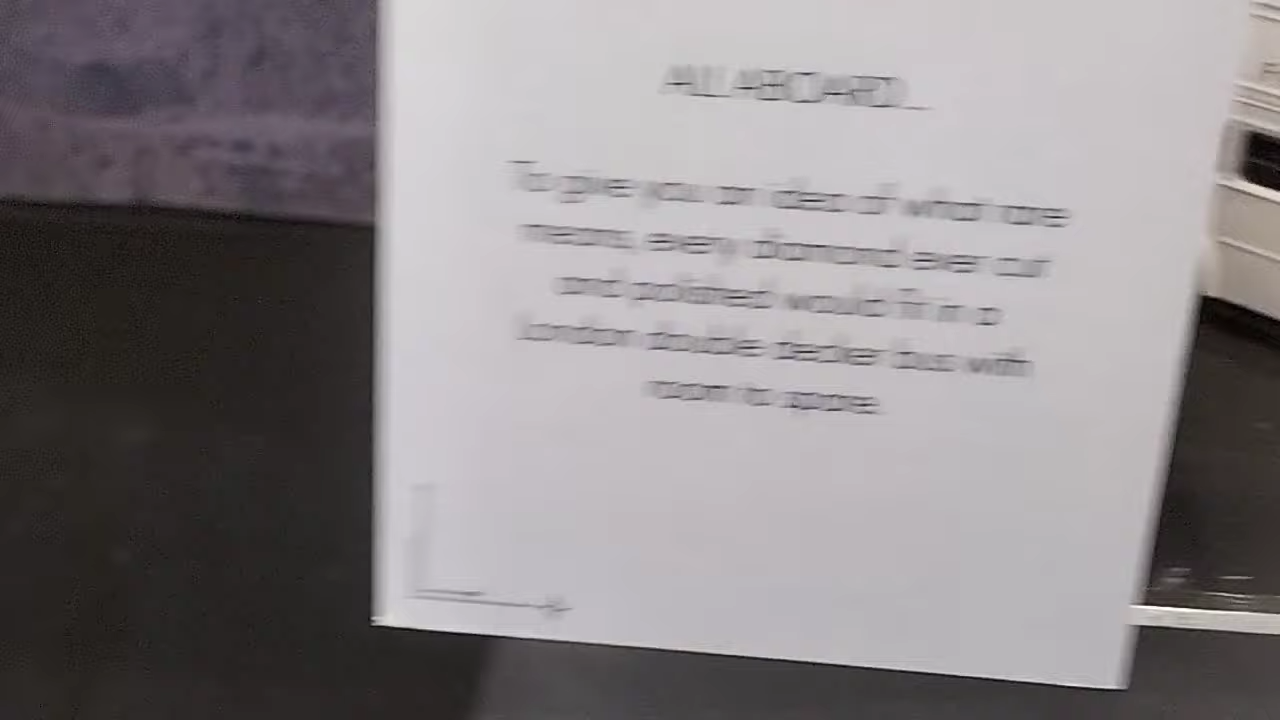 ALL ABOARD...
To give you an idea of what rare
means, every diamond ever cut
and polished would fit in a
London double decker bus with
room to spare.